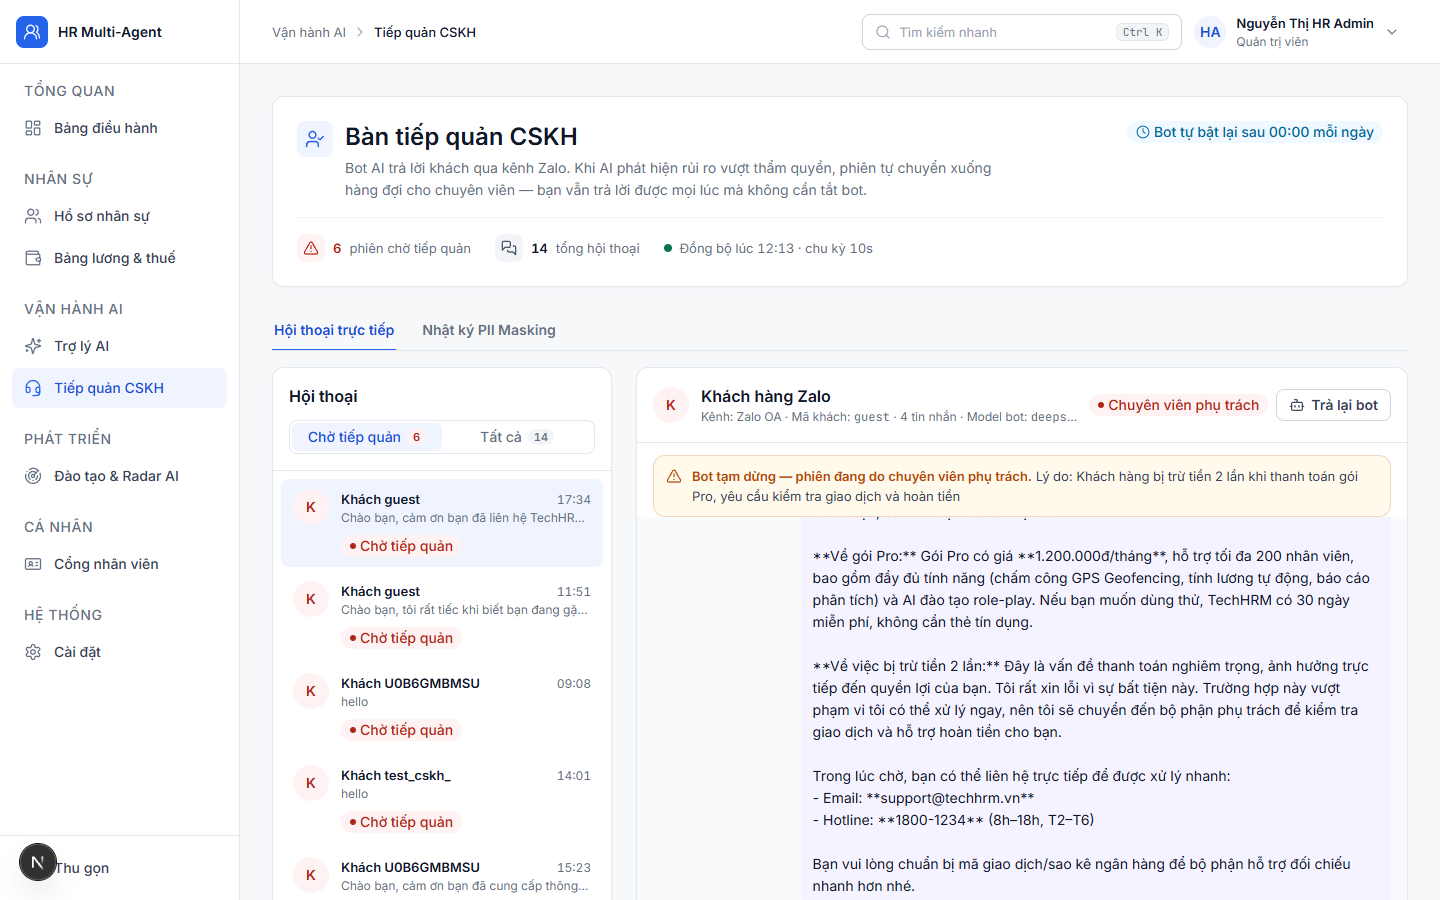 HR Multi-Agent
TỔNG QUAN
Bảng điều hành
NHÂN SỰ
Hồ sơ nhân sự
Bảng lương & thuế
VẬN HÀNH AI
Trợ lý AI
Tiếp quản CSKH
PHÁT TRIỂN
Đào tạo & Radar AI
CÁ NHÂN
Cổng nhân viên
HỆ THỐNG
Cài đặt
N
Thu gọn
Vận hành AI > Tiếp quản CSKH
Tìm kiếm nhanh
Ctrl K
HA
Nguyễn Thị HR Admin
Quản trị viên
Bàn tiếp quản CSKH
Bot tự bật lại sau 00:00 mỗi ngày
Bot AI trả lời khách qua kênh Zalo. Khi AI phát hiện rủi ro vượt thẩm quyền, phiên tự chuyển xuống
hàng đợi cho chuyên viên — bạn vẫn trả lời được mọi lúc mà không cần tắt bot.
6 phiên chờ tiếp quản
14 tổng hội thoại
Đồng bộ lúc 12:13 · chu kỳ 10s
Hội thoại trực tiếp
Nhật ký PII Masking
Hội thoại
Chờ tiếp quản 6
Tất cả 14
K
Khách guest
17:34
Chào bạn, cảm ơn bạn đã liên hệ TechHR...
Chờ tiếp quản
K
Khách guest
11:51
Chào bạn, tôi rất tiếc khi biết bạn đang gặ...
Chờ tiếp quản
K
Khách U0B6GMBMSU
09:08
hello
Chờ tiếp quản
K
Khách test_cskh_
14:01
hello
Chờ tiếp quản
K
Khách U0B6GMBMSU
15:23
Chào bạn, cảm ơn bạn đã cung cấp thông...
K
Khách hàng Zalo
Kênh: Zalo OA · Mã khách: guest · 4 tin nhắn · Model bot: deeps...
Chuyên viên phụ trách
Trả lại bot
Bot tạm dừng — phiên đang do chuyên viên phụ trách. Lý do: Khách hàng bị trừ tiền 2 lần khi thanh toán gói
Pro, yêu cầu kiểm tra giao dịch và hoàn tiền
**Về gói Pro:** Gói Pro có giá **1.200.000đ/tháng**, hỗ trợ tối đa 200 nhân viên,
bao gồm đầy đủ tính năng (chấm công GPS Geofencing, tính lương tự động, báo cáo
phân tích) và AI đào tạo role-play. Nếu bạn muốn dùng thử, TechHRM có 30 ngày
miễn phí, không cần thẻ tín dụng.
**Về việc bị trừ tiền 2 lần:** Đây là vấn đề thanh toán nghiêm trọng, ảnh hưởng trực
tiếp đến quyền lợi của bạn. Tôi rất xin lỗi vì sự bất tiện này. Trường hợp này vượt
phạm vi tôi có thể xử lý ngay, nên tôi sẽ chuyển đến bộ phận phụ trách để kiểm tra
giao dịch và hỗ trợ hoàn tiền cho bạn.
Trong lúc chờ, bạn có thể liên hệ trực tiếp để được xử lý nhanh:
- Email: **support@techhrm.vn**
- Hotline: **1800-1234** (8h–18h, T2–T6)
Bạn vui lòng chuẩn bị mã giao dịch/sao kê ngân hàng để bộ phận hỗ trợ đối chiếu
nhanh hơn nhé.